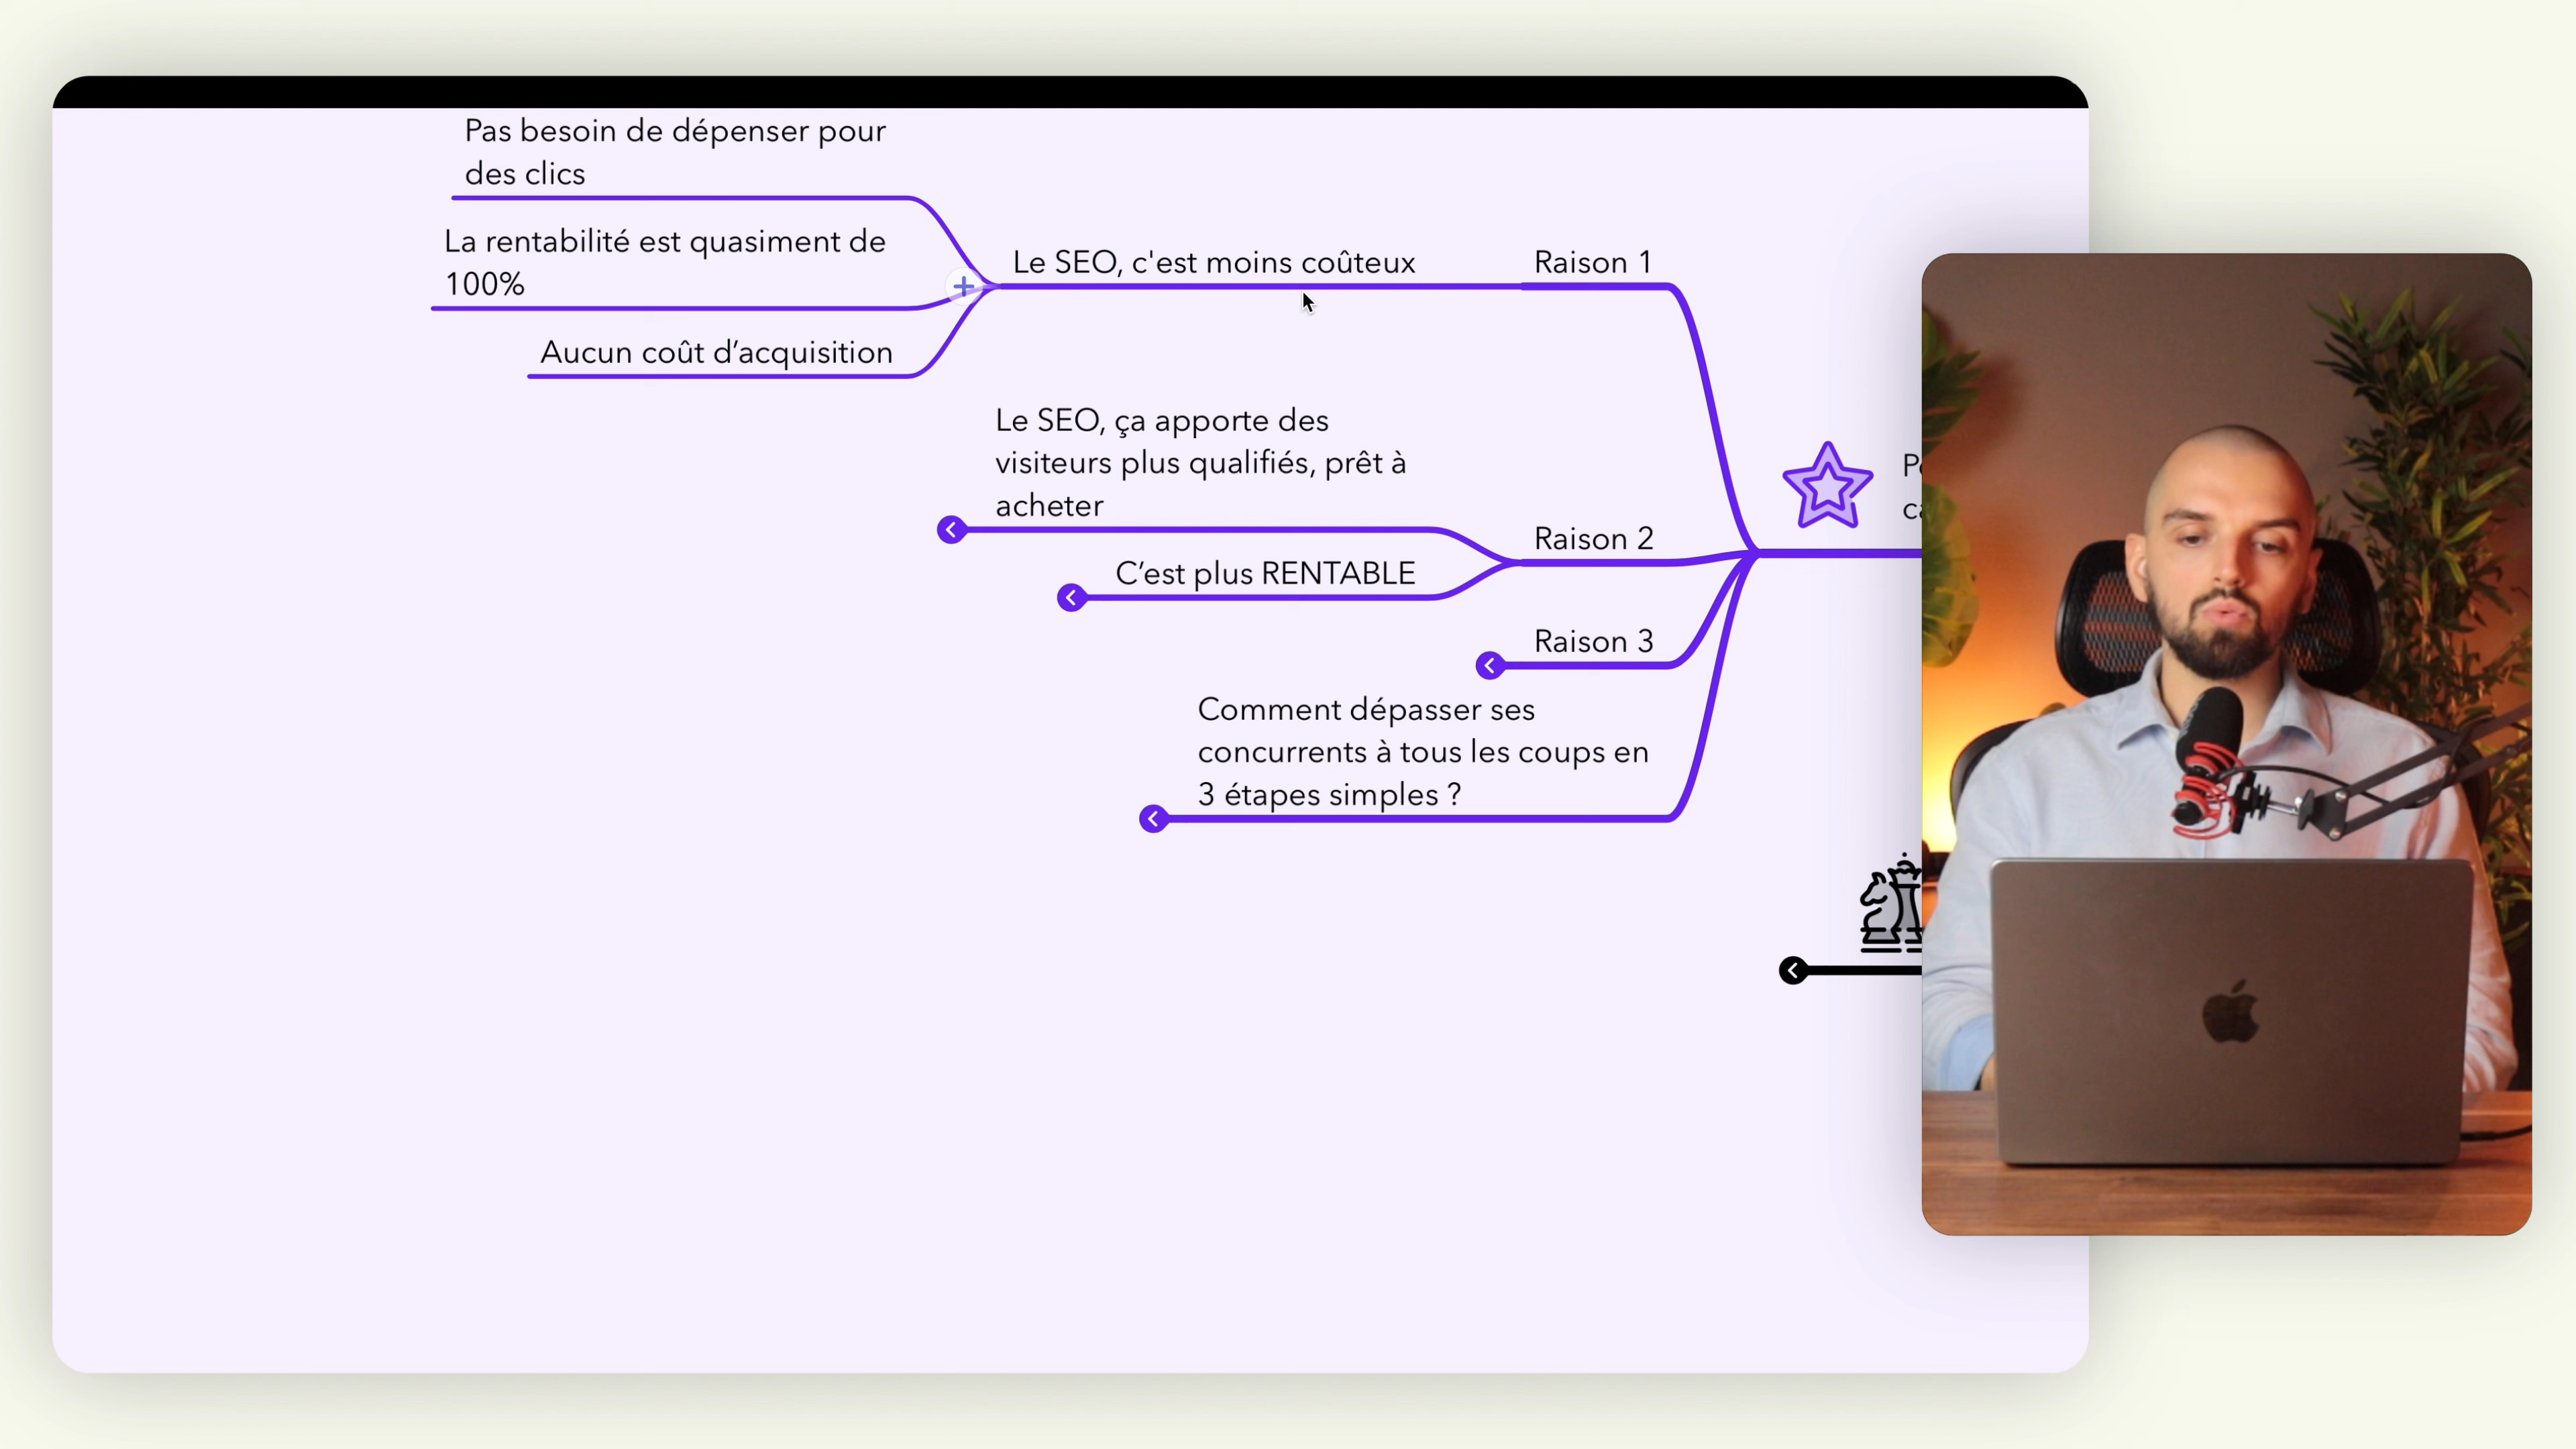 Pas besoin de dépenser pour
des clics
La rentabilité est quasiment de
100%
Aucun coût d’acquisition
Le SEO, c'est moins coûteux
Raison 1
Le SEO, ça apporte des
visiteurs plus qualifiés, prêt à
acheter
C’est plus RENTABLE
Raison 2
Raison 3
Comment dépasser ses
concurrents à tous les coups en
3 étapes simples ?